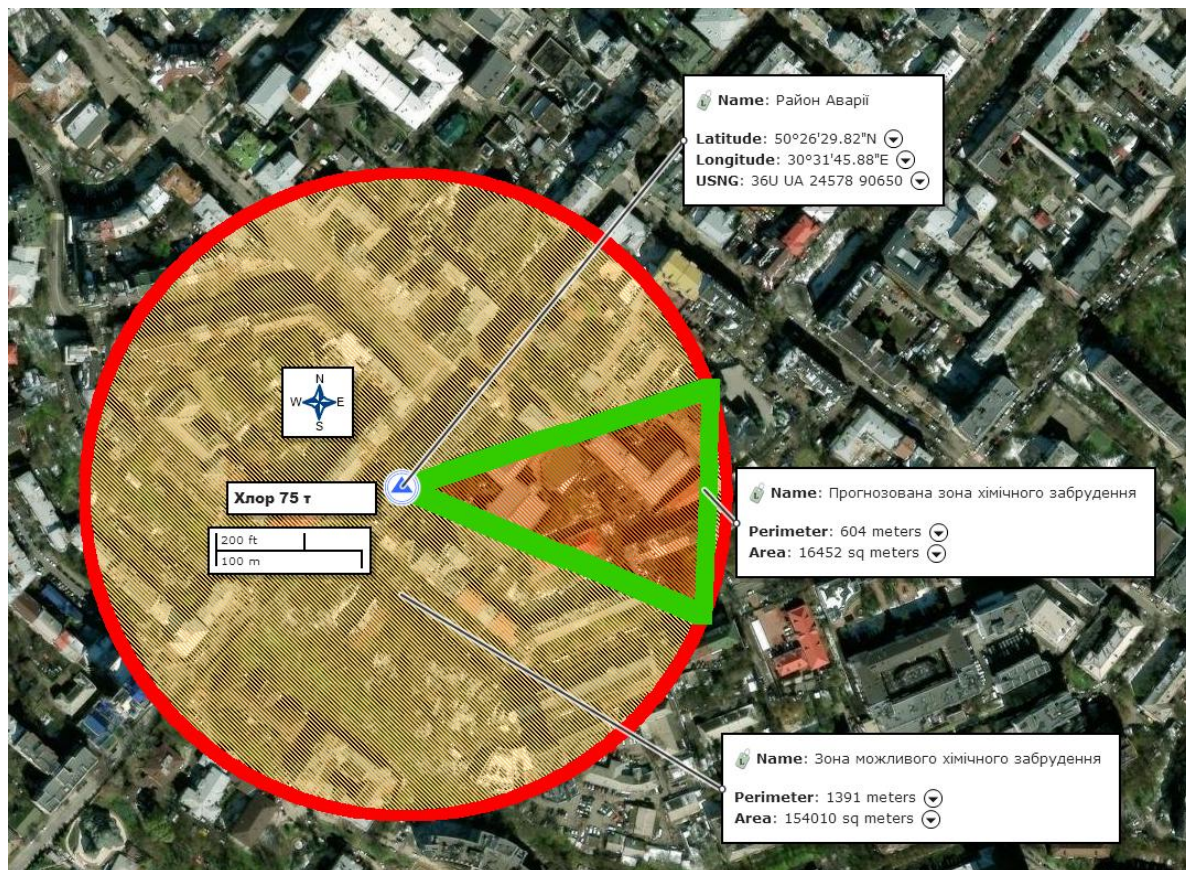 Name: Район Аварії
Latitude: 50°26'29.82"N
Longitude: 30°31'45.88"E
USNG: 36U UA 24578 90650
N
W E
S
Хлор 75 т
200 ft
100 m
Name: Прогнозована зона хімічного забрудення
Perimeter: 604 meters
Area: 16452 sq meters
Name: Зона можливого хімічного забрудення
Perimeter: 1391 meters
Area: 154010 sq meters